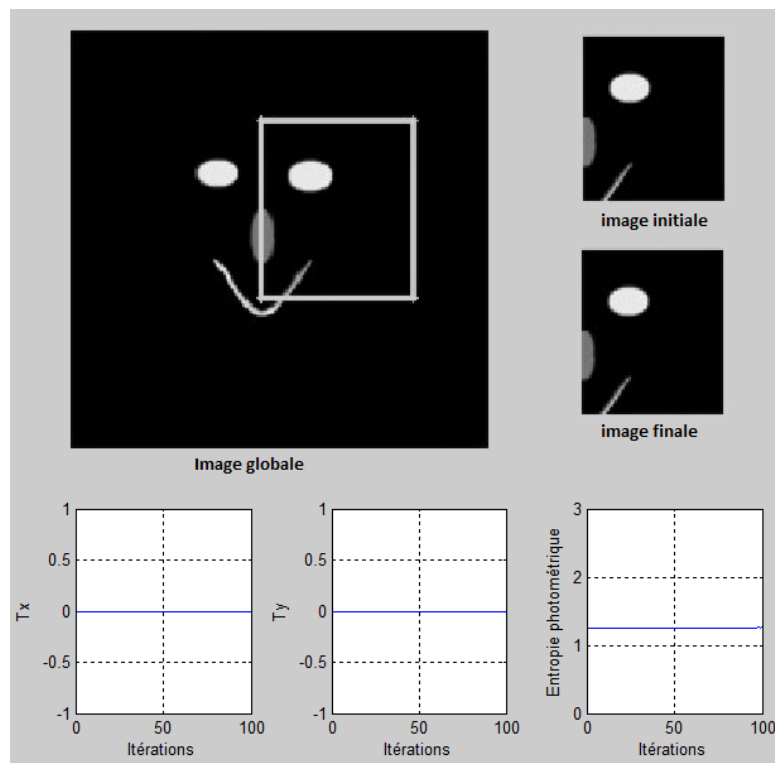 image initiale
image finale
Image globale
1
0.5
0
-0.5
-1
Tx
0
50
100
Itérations
1
0.5
0
-0.5
-1
Ty
0
50
100
Itérations
3
2
1
0
Entropie photométrique
0
50
100
Itérations